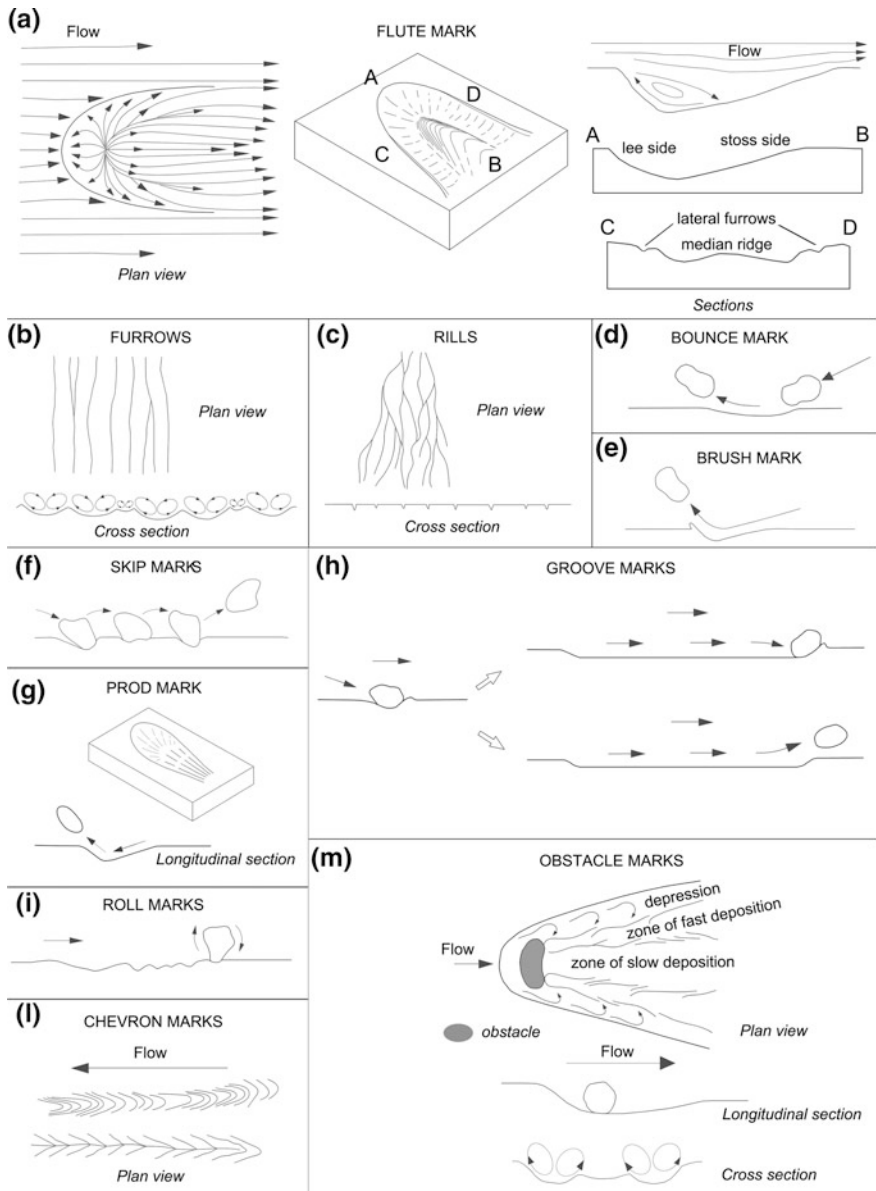 (a)
Flow
FLUTE MARK
A
D
C
B
Plan view
Flow
A
B
lee side
stoss side
C
D
lateral furrows
median ridge
Sections
(b)
FURROWS
Plan view
Cross section
(c)
RILLS
Plan view
Cross section
(d)
BOUNCE MARK
(e)
BRUSH MARK
(f)
SKIP MARKS
(g)
PROD MARK
Longitudinal section
(h)
GROOVE MARKS
(i)
ROLL MARKS
(l)
CHEVRON MARKS
Flow
Plan view
(m)
OBSTACLE MARKS
depression
zone of fast deposition
Flow
zone of slow deposition
obstacle
Plan view
Flow
Longitudinal section
Cross section